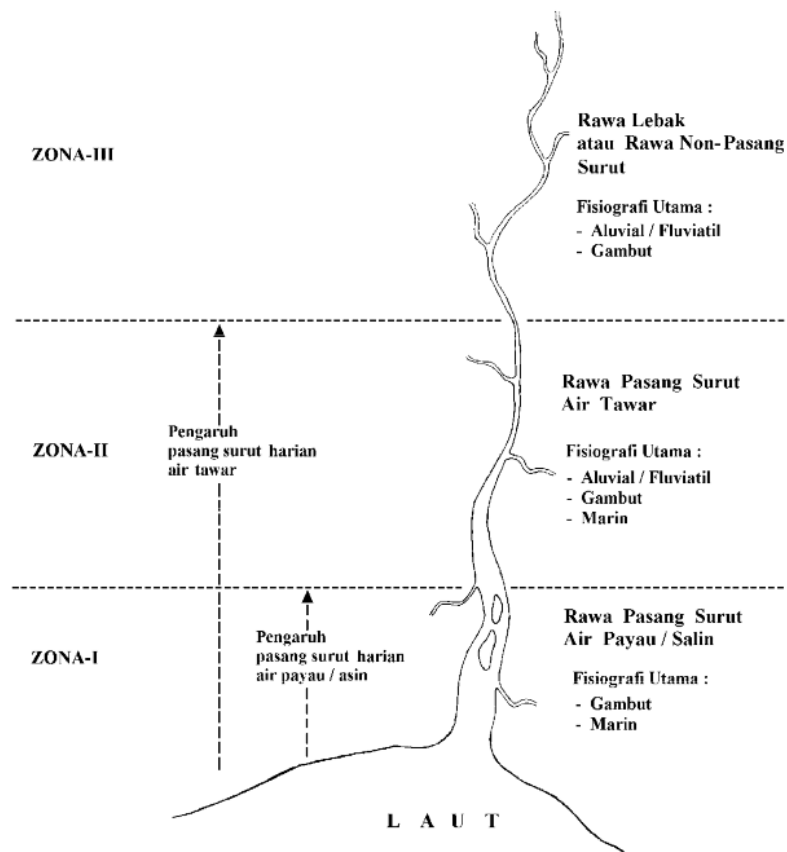 ZONA-III
Rawa Lebak
atau Rawa Non-Pasang
Surut
Fisiografi Utama :
- Aluvial / Fluviatil
- Gambut
ZONA-II
Pengaruh
pasang surut harian
air tawar
Rawa Pasang Surut
Air Tawar
Fisiografi Utama :
- Aluvial / Fluviatil
- Gambut
- Marin
ZONA-I
Pengaruh
pasang surut harian
air payau / asin
Rawa Pasang Surut
Air Payau / Salin
Fisiografi Utama :
- Gambut
- Marin
L A U T